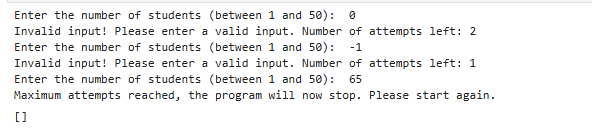 Enter the number of students (between 1 and 50):  0
Invalid input! Please enter a valid input. Number of attempts left: 2
Enter the number of students (between 1 and 50):  -1
Invalid input! Please enter a valid input. Number of attempts left: 1
Enter the number of students (between 1 and 50):  65
Maximum attempts reached, the program will now stop. Please start again.
[]